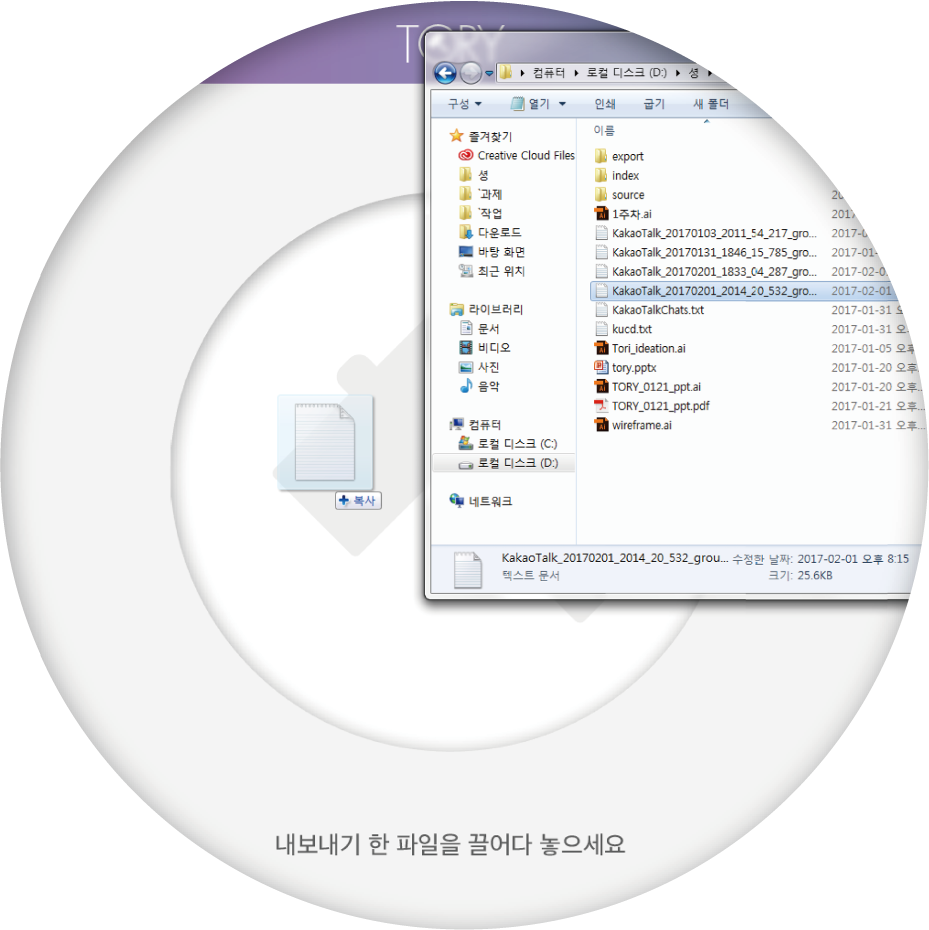 TORY
컴퓨터 ▸ 로컬 디스크 (D:) ▸ 셩 ▸
구성 열기 인쇄 굽기 새 폴더
즐겨찾기
Creative Cloud Files
셩
`과제
`작업
다운로드
바탕 화면
최근 위치
라이브러리
문서
비디오
사진
음악
컴퓨터
로컬 디스크 (C:)
로컬 디스크 (D:)
네트워크
이름
export
index
source
1주차.ai 2017
KakaoTalk_20170103_2011_54_217_gro... 2017-0
KakaoTalk_20170131_1846_15_785_gro... 2017-01-
KakaoTalk_20170201_1833_04_287_gro... 2017-02-0
KakaoTalk_20170201_2014_20_532_gro... 2017-02-01
KakaoTalkChats.txt 2017-01-31 오
kucd.txt 2017-01-31 오
Tori_ideation.ai 2017-01-05 오후
tory.pptx 2017-01-20 오후...
TORY_0121_ppt.ai 2017-01-20 오후...
TORY_0121_ppt.pdf 2017-01-21 오후...
wireframe.ai 2017-01-31 오후...
복사
KakaoTalk_20170201_2014_20_532_grou... 수정한 날짜: 2017-02-01 오후 8:15
텍스트 문서 크기: 25.6KB
내보내기 한 파일을 끌어다 놓으세요